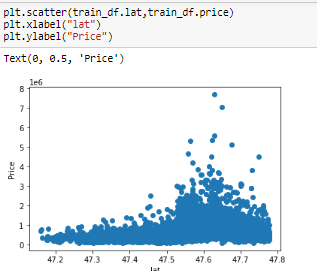 plt.scatter(train_df.lat,train_df.price)
plt.xlabel("lat")
plt.ylabel("Price")
Text(0, 0.5, 'Price')
1e6
8
7
6
5
4
3
2
1
0
Price
47.2 47.3 47.4 47.5 47.6 47.7 47.8
lat